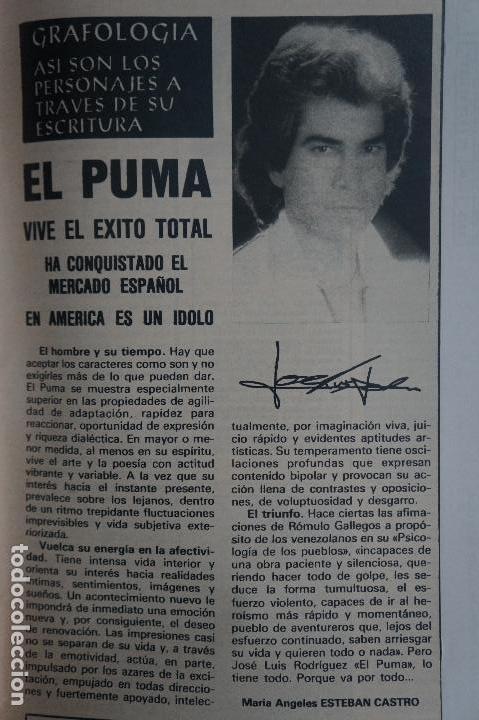 GRAFOLOGIA
ASI SON LOS
PERSONAJES A
TRAVES DE SU
ESCRITURA
EL PUMA
VIVE EL EXITO TOTAL
HA CONQUISTADO EL
MERCADO ESPAÑOL
EN AMERICA ES UN IDOLO
El hombre y su tiempo. Hay que
aceptar los caracteres como son y no
exigirles más de lo que pueden dar.
El Puma se muestra especialmente
superior en las propiedades de agili-
dad de adaptación, rapidez para
reaccionar, oportunidad de expresión
y riqueza dialéctica. En mayor o me-
nor medida, al menos en su espíritu,
vive el arte y la poesía con actitud
vibrante y variable. A la vez que su
interés hacia el instante presente,
prevalece sobre los lejanos, dentro
de un ritmo trepidante fluctuaciones
imprevisibles y vida subjetiva exte-
riorizada.
Vuelca su energía en la afectivi-
dad. Tiene intensa vida interior y
orienta su interés hacia realidades
íntimas, sentimientos, imágenes y
sueños. Un acontecimiento nuevo le
impondrá de inmediato una emoción
nueva y, por consiguiente, el deseo
de renovación. Las impresiones casi
no se separan de su vida y, a través
de la emotividad, actúa, en parte,
impulsado por los azares de la exci-
tación, empujado en todas direccio-
nes y fuertemente apoyado, intelec-
tualmente, por imaginación viva, jui-
cio rápido y evidentes aptitudes ar-
tísticas. Su temperamento tiene osci-
laciones profundas que expresan
contenido bipolar y provocan su ac-
ción llena de contrastes y oposicio-
nes, de voluptuosidad y desgarro.
El triunfo. Hace ciertas las afima-
ciones de Rómulo Gallegos a propó-
sito de los venezolanos en su «Psico-
logía de los pueblos», «incapaces de
una obra paciente y silenciosa, que-
riendo hacer todo de golpe, les se-
duce la forma tumultuosa, el es-
fuerzo violento, capaces de ir al he-
roísmo más rápido y momentáneo,
pueblo de aventureros que, lejos del
esfuerzo continuado, saben arriesgar
su vida y quieren todo o nada». Pero
José Luis Rodríguez «El Puma», lo
tiene todo. Porque va por todo...
María Angeles ESTEBAN CASTRO
todocoleccion.net